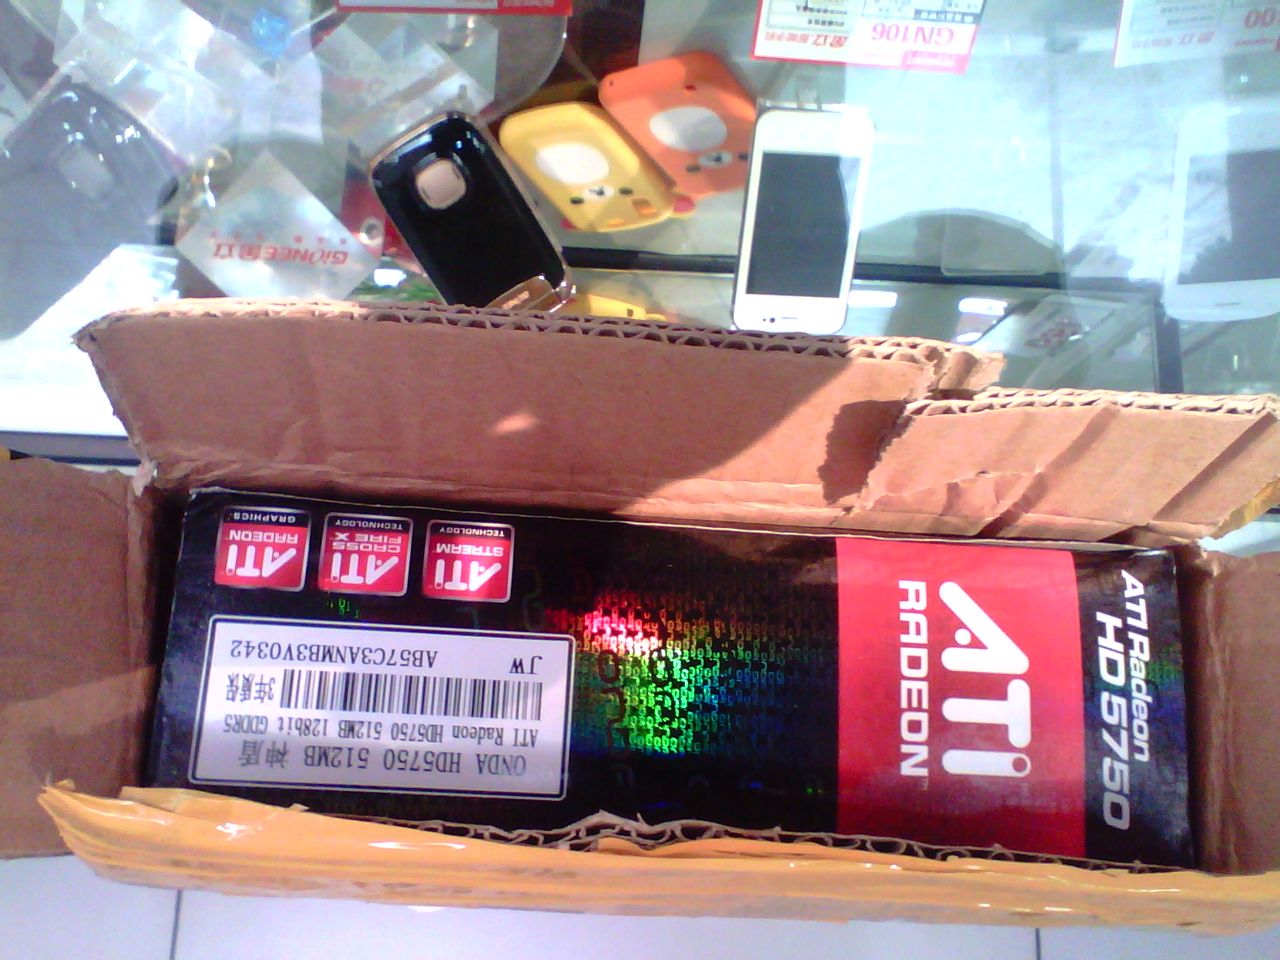 GN106
GiONEE金立
ATI
RADEON
GRAPHICS
ATI
CROSS
FIRE X
TECHNOLOGY
ATI
STREAM
TECHNOLOGY
ONDA HD5750 512MB 神盾
ATI Radeon HD5750 512MB 128bit GDDR5
3年质保
JW
AB57C3ANMB3Y0342
ATI
RADEON
ATI Radeon
HD 5750